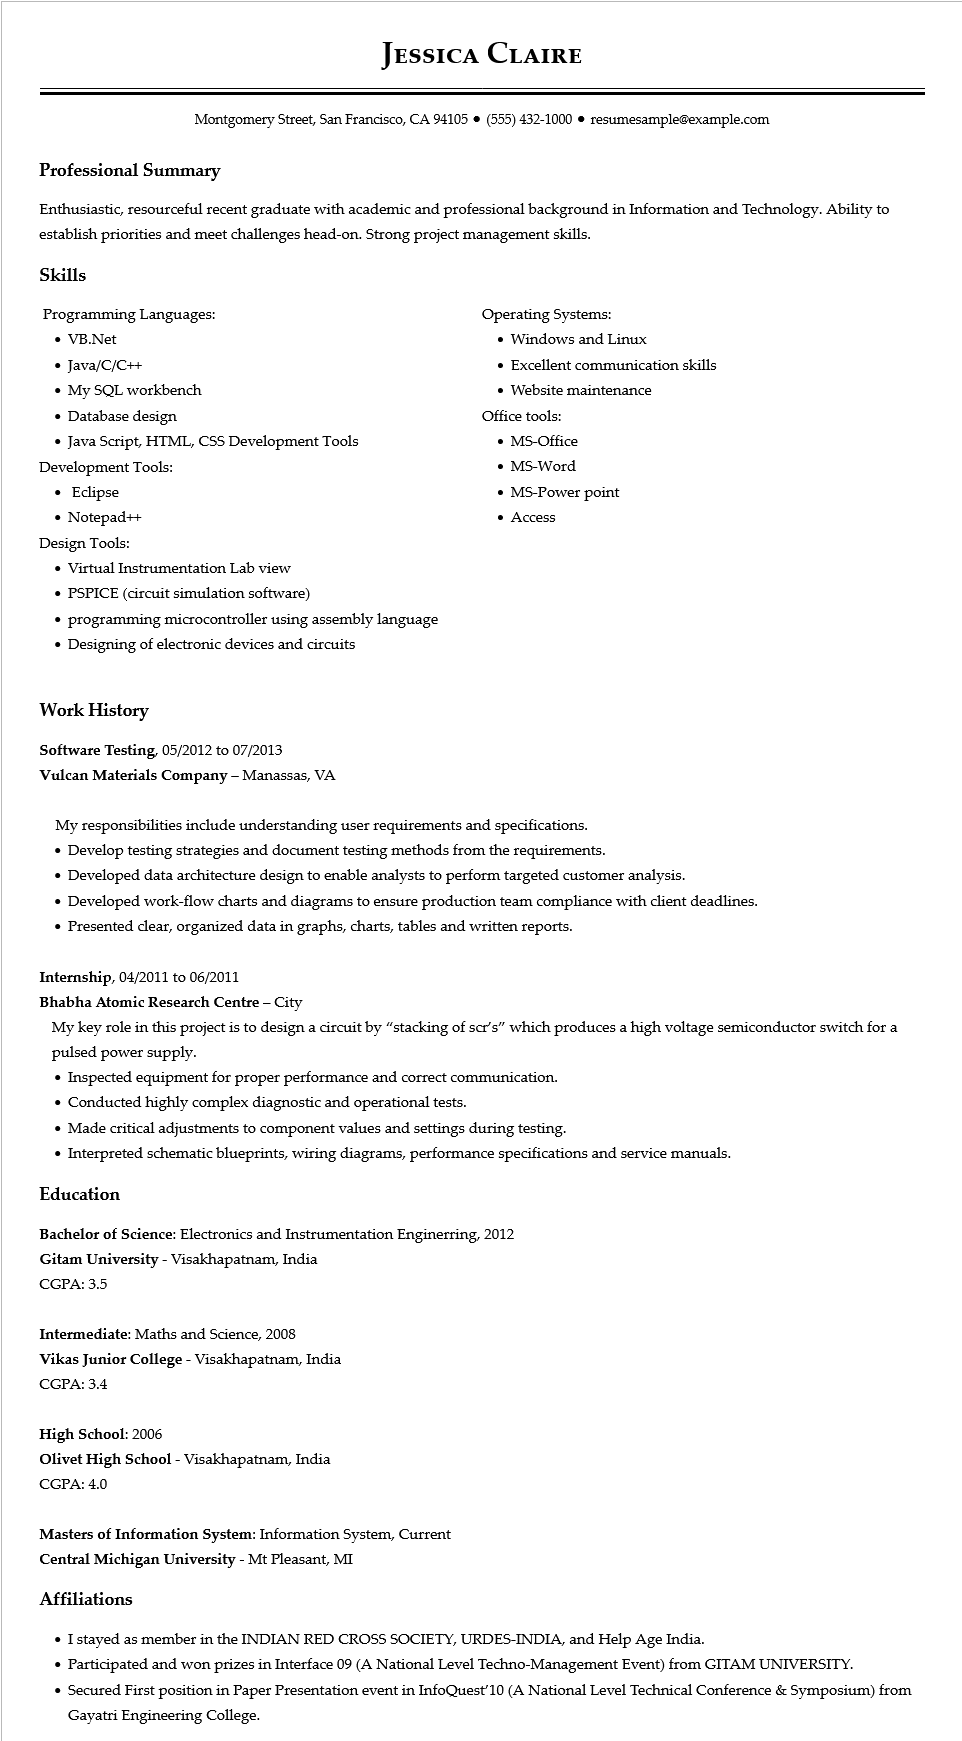 Jessica Claire
Montgomery Street, San Francisco, CA 94105 ● (555) 432-1000 ● resumesample@example.com
Professional Summary
Enthusiastic, resourceful recent graduate with academic and professional background in Information and Technology. Ability to
establish priorities and meet challenges head-on. Strong project management skills.
Skills
Programming Languages:
• VB.Net
• Java/C/C++
• My SQL workbench
• Database design
• Java Script, HTML, CSS Development Tools
Development Tools:
• Eclipse
• Notepad++
Design Tools:
• Virtual Instrumentation Lab view
• PSPICE (circuit simulation software)
• programming microcontroller using assembly language
• Designing of electronic devices and circuits
Operating Systems:
• Windows and Linux
• Excellent communication skills
• Website maintenance
Office tools:
• MS-Office
• MS-Word
• MS-Power point
• Access
Work History
Software Testing, 05/2012 to 07/2013
Vulcan Materials Company – Manassas, VA
My responsibilities include understanding user requirements and specifications.
• Develop testing strategies and document testing methods from the requirements.
• Developed data architecture design to enable analysts to perform targeted customer analysis.
• Developed work-flow charts and diagrams to ensure production team compliance with client deadlines.
• Presented clear, organized data in graphs, charts, tables and written reports.
Internship, 04/2011 to 06/2011
Bhabha Atomic Research Centre – City
My key role in this project is to design a circuit by “stacking of scr’s” which produces a high voltage semiconductor switch for a
pulsed power supply.
• Inspected equipment for proper performance and correct communication.
• Conducted highly complex diagnostic and operational tests.
• Made critical adjustments to component values and settings during testing.
• Interpreted schematic blueprints, wiring diagrams, performance specifications and service manuals.
Education
Bachelor of Science: Electronics and Instrumentation Enginerring, 2012
Gitam University - Visakhapatnam, India
CGPA: 3.5
Intermediate: Maths and Science, 2008
Vikas Junior College - Visakhapatnam, India
CGPA: 3.4
High School: 2006
Olivet High School - Visakhapatnam, India
CGPA: 4.0
Masters of Information System: Information System, Current
Central Michigan University - Mt Pleasant, MI
Affiliations
• I stayed as member in the INDIAN RED CROSS SOCIETY, URDES-INDIA, and Help Age India.
• Participated and won prizes in Interface 09 (A National Level Techno-Management Event) from GITAM UNIVERSITY.
• Secured First position in Paper Presentation event in InfoQuest’10 (A National Level Technical Conference & Symposium) from
Gayatri Engineering College.